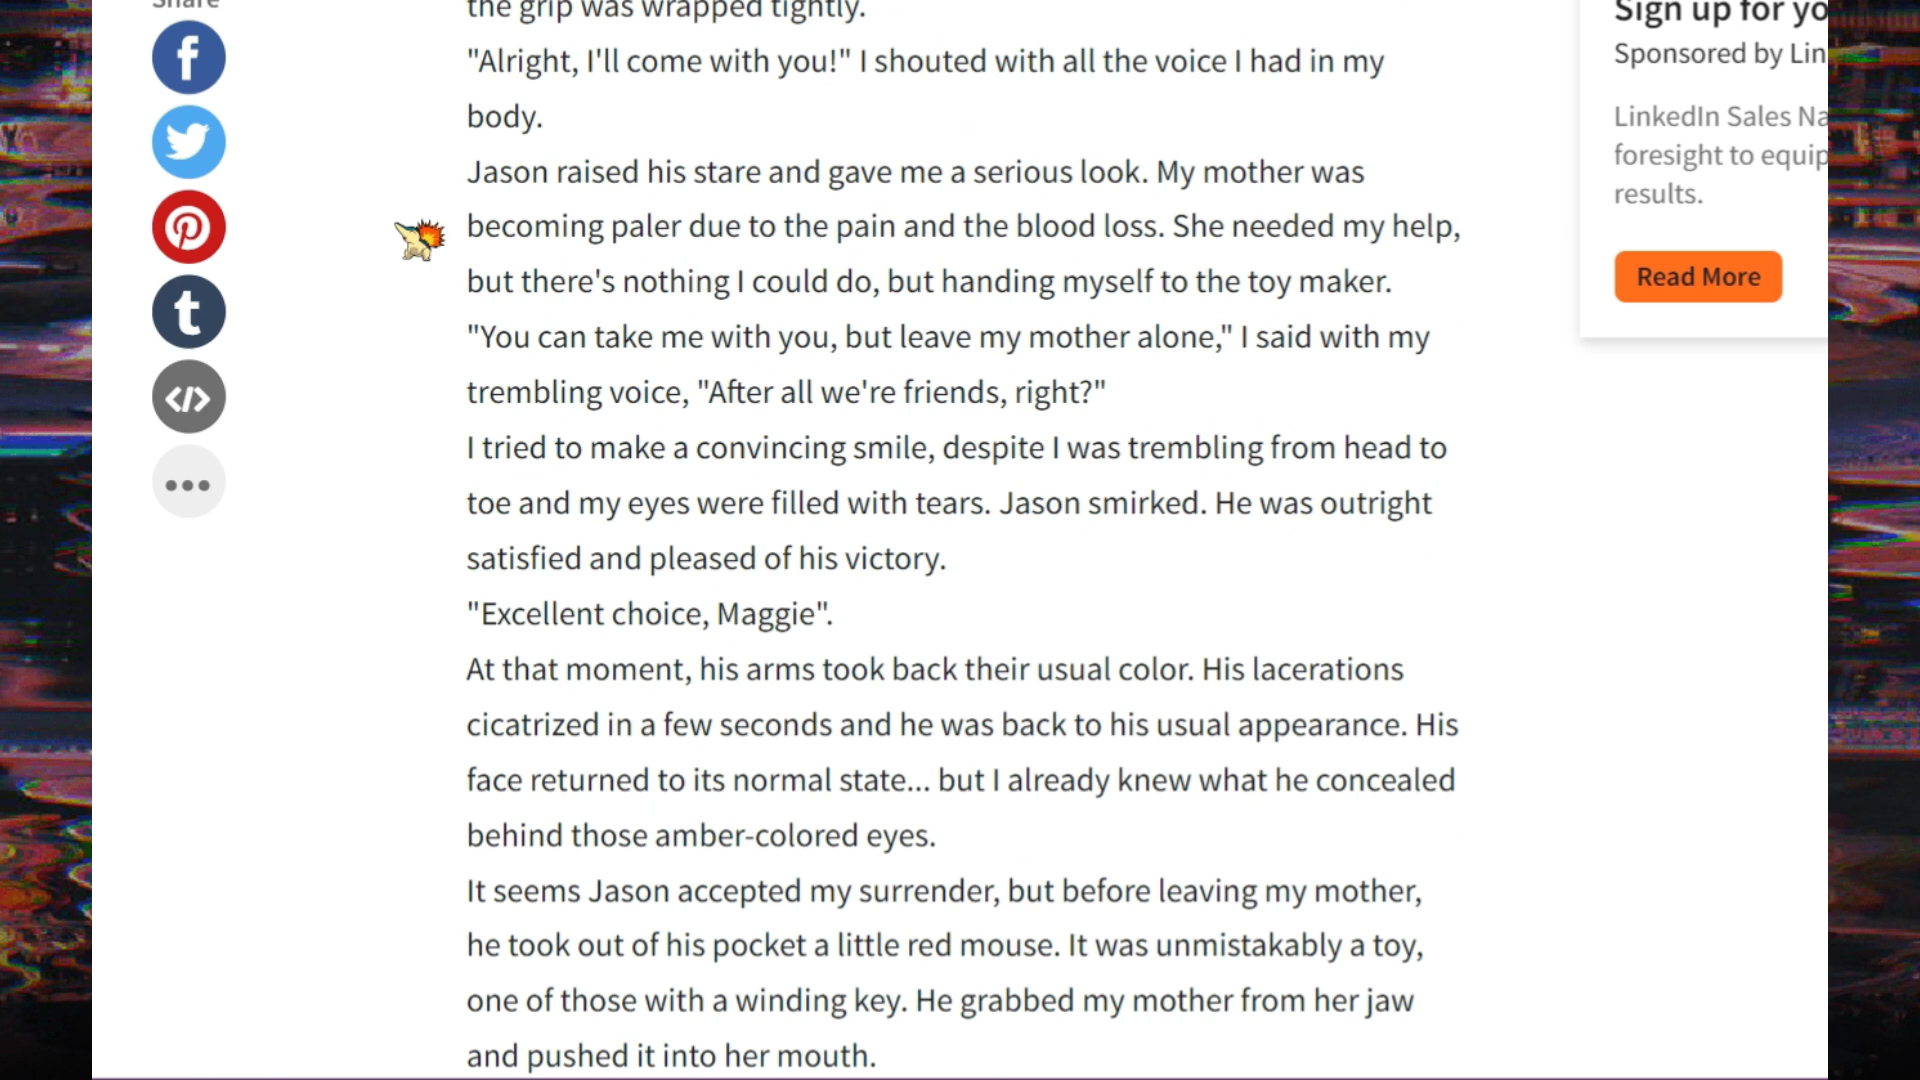 Share
the grip was wrapped tightly.
"Alright, I'll come with you!" I shouted with all the voice I had in my
body.
Jason raised his stare and gave me a serious look. My mother was
becoming paler due to the pain and the blood loss. She needed my help,
but there's nothing I could do, but handing myself to the toy maker.
"You can take me with you, but leave my mother alone," I said with my
trembling voice, "After all we're friends, right?"
I tried to make a convincing smile, despite I was trembling from head to
toe and my eyes were filled with tears. Jason smirked. He was outright
satisfied and pleased of his victory.
"Excellent choice, Maggie".
At that moment, his arms took back their usual color. His lacerations
cicatrized in a few seconds and he was back to his usual appearance. His
face returned to its normal state... but I already knew what he concealed
behind those amber-colored eyes.
It seems Jason accepted my surrender, but before leaving my mother,
he took out of his pocket a little red mouse. It was unmistakably a toy,
one of those with a winding key. He grabbed my mother from her jaw
and pushed it into her mouth.
Sign up for yo
Sponsored by Lin
LinkedIn Sales Na
foresight to equip
results.
Read More